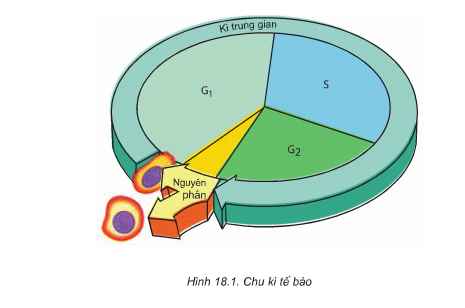 Kì trung gian
G1
S
G2
Nguyên
phân
Hình 18.1. Chu kì tế bào